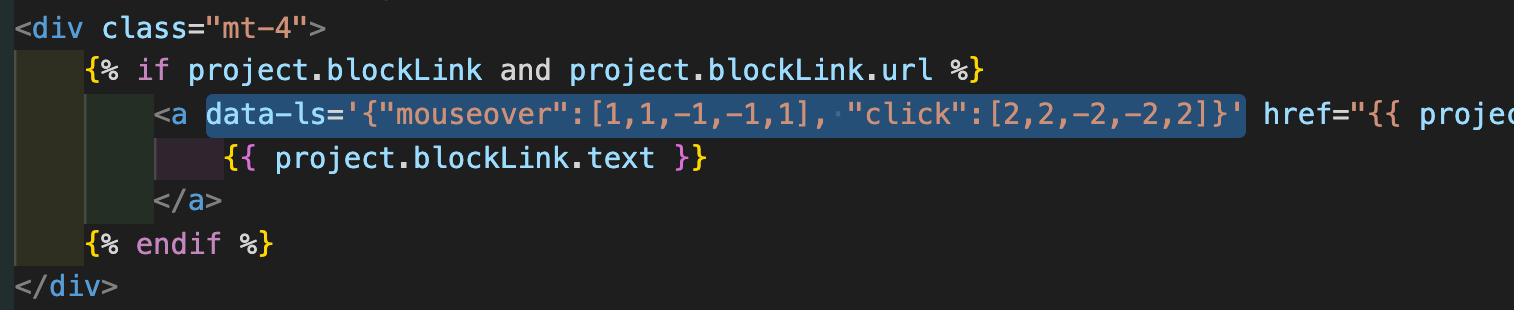 <div class="mt-4">
{% if project.blockLink and project.blockLink.url %}
<a data-ls='{"mouseover":[1,1,-1,-1,1], "click":[2,2,-2,-2,2]}' href="{{ projec
{{ project.blockLink.text }}
</a>
{% endif %}
</div>